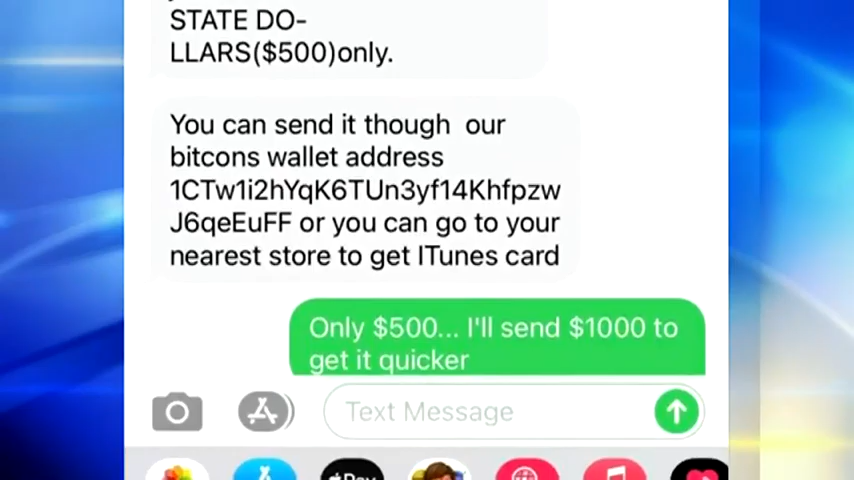 STATE DO-
LLARS($500)only.
You can send it though our
bitcons wallet address
1CTw1i2hYqK6TUn3yf14Khfpzw
J6qeEuFF or you can go to your
nearest store to get ITunes card
Only $500... I'll send $1000 to
get it quicker
Text Message
Pay